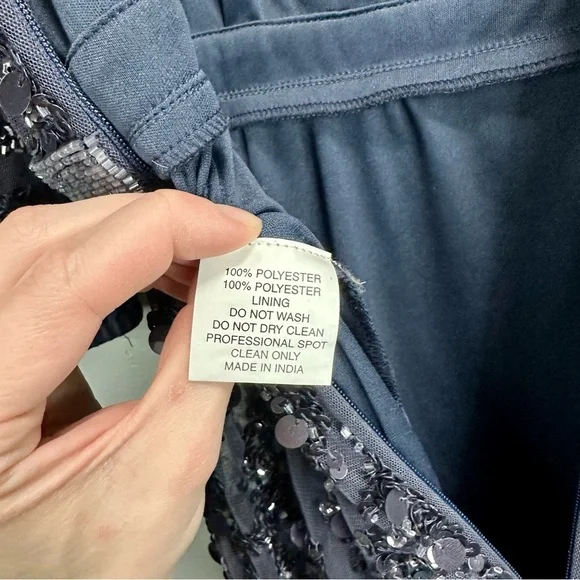 100% POLYESTER
100% POLYESTER
LINING
DO NOT WASH
DO NOT DRY CLEAN
PROFESSIONAL SPOT
CLEAN ONLY
MADE IN INDIA